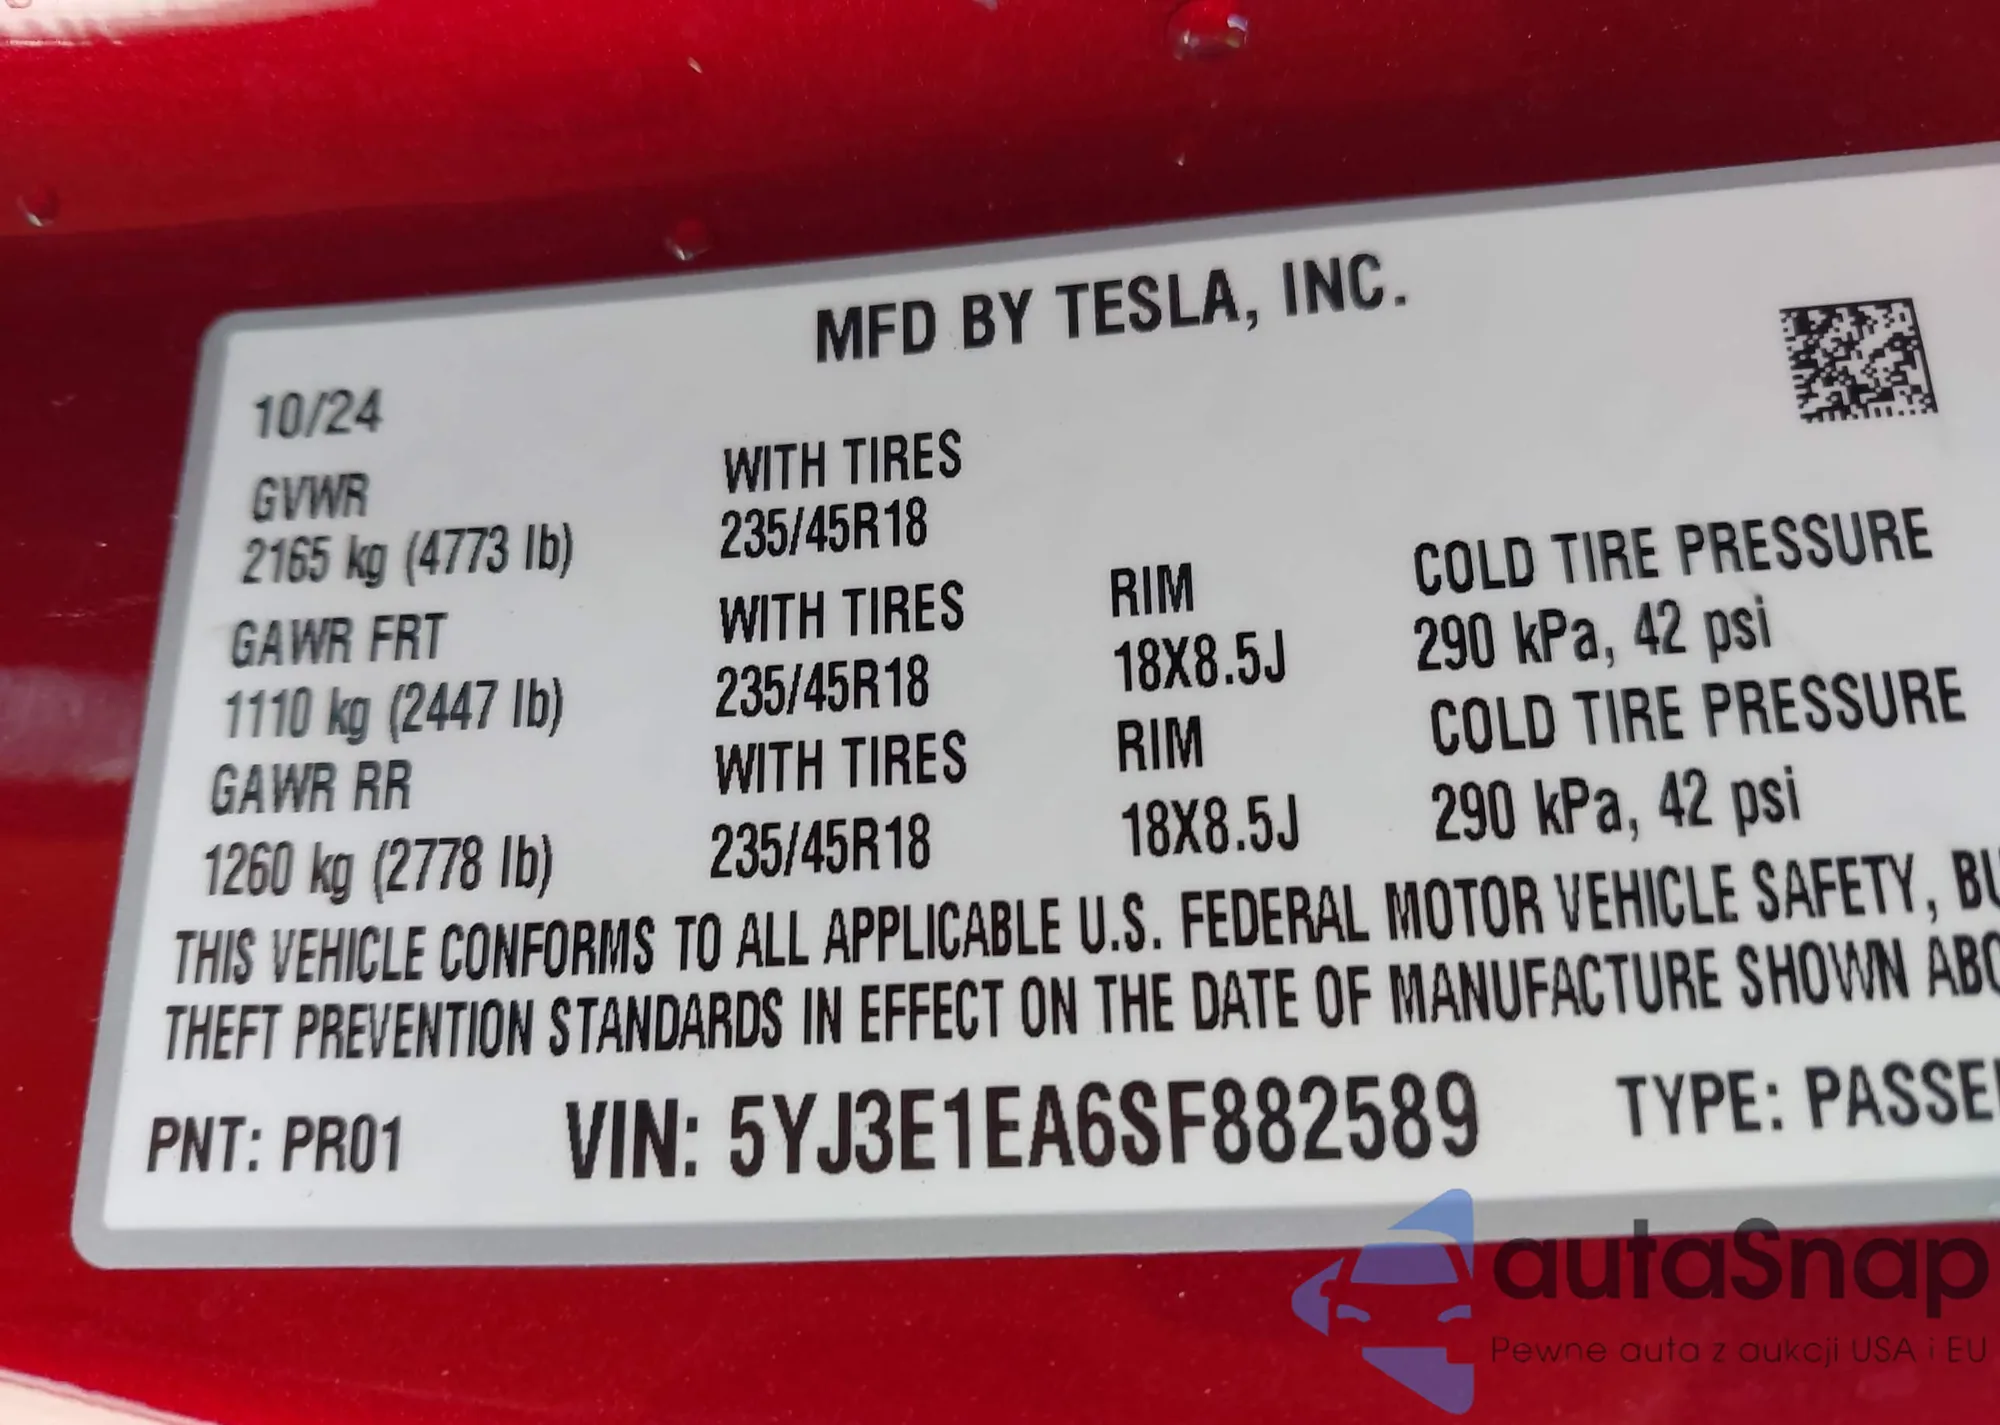 MFD BY TESLA, INC.
10/24
GVWR
2165 kg (4773 lb)
WITH TIRES
235/45R18
GAWR FRT
1110 kg (2447 lb)
WITH TIRES
235/45R18
RIM
18X8.5J
COLD TIRE PRESSURE
290 kPa, 42 psi
GAWR RR
1260 kg (2778 lb)
WITH TIRES
235/45R18
RIM
18X8.5J
COLD TIRE PRESSURE
290 kPa, 42 psi
THIS VEHICLE CONFORMS TO ALL APPLICABLE U.S. FEDERAL MOTOR VEHICLE SAFETY, BU
THEFT PREVENTION STANDARDS IN EFFECT ON THE DATE OF MANUFACTURE SHOWN ABO
PNT: PR01 VIN: 5YJ3E1EA6SF882589 TYPE: PASSE
autaSnap
Pewne auta z aukcji USA i EU